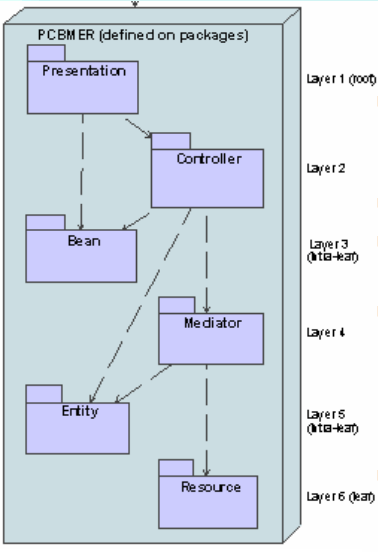 PCBMER (defined on packages)
Presentation
Layer 1 (root)
Controller
Layer 2
Bean
Layer 3
(intra-leaf)
Mediator
Layer 4
Entity
Layer 5
(intra-leaf)
Resource
Layer 6 (leaf)